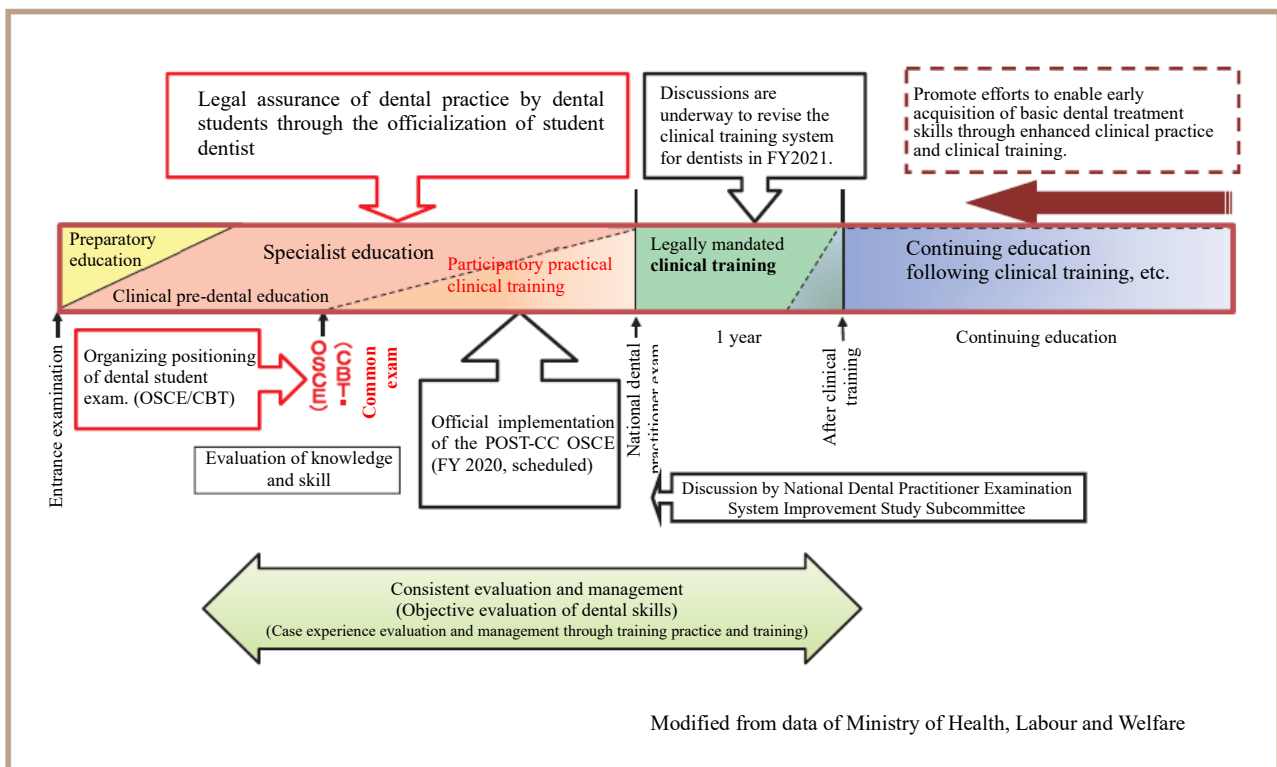 Legal assurance of dental practice by dental
students through the officialization of student
dentist
Discussions are
underway to revise the
clinical training system
for dentists in FY2021.
Promote efforts to enable early
acquisition of basic dental treatment
skills through enhanced clinical practice
and clinical training.
Preparatory
education
Specialist education
Clinical pre-dental education
Participatory practical
clinical training
Legally mandated
clinical training
Continuing education
following clinical training, etc.
Entrance examination
Organizing positioning
of dental student
exam. (OSCE/CBT)
(CBT・
OSCE)
Common
exam
Evaluation of knowledge
and skill
Official implementation
of the POST-CC OSCE
(FY 2020, scheduled)
National dental
practitioner exam
1 year
After clinical
training
Continuing education
Discussion by National Dental Practitioner Examination
System Improvement Study Subcommittee
Consistent evaluation and management
(Objective evaluation of dental skills)
(Case experience evaluation and management through training practice and training)
Modified from data of Ministry of Health, Labour and Welfare